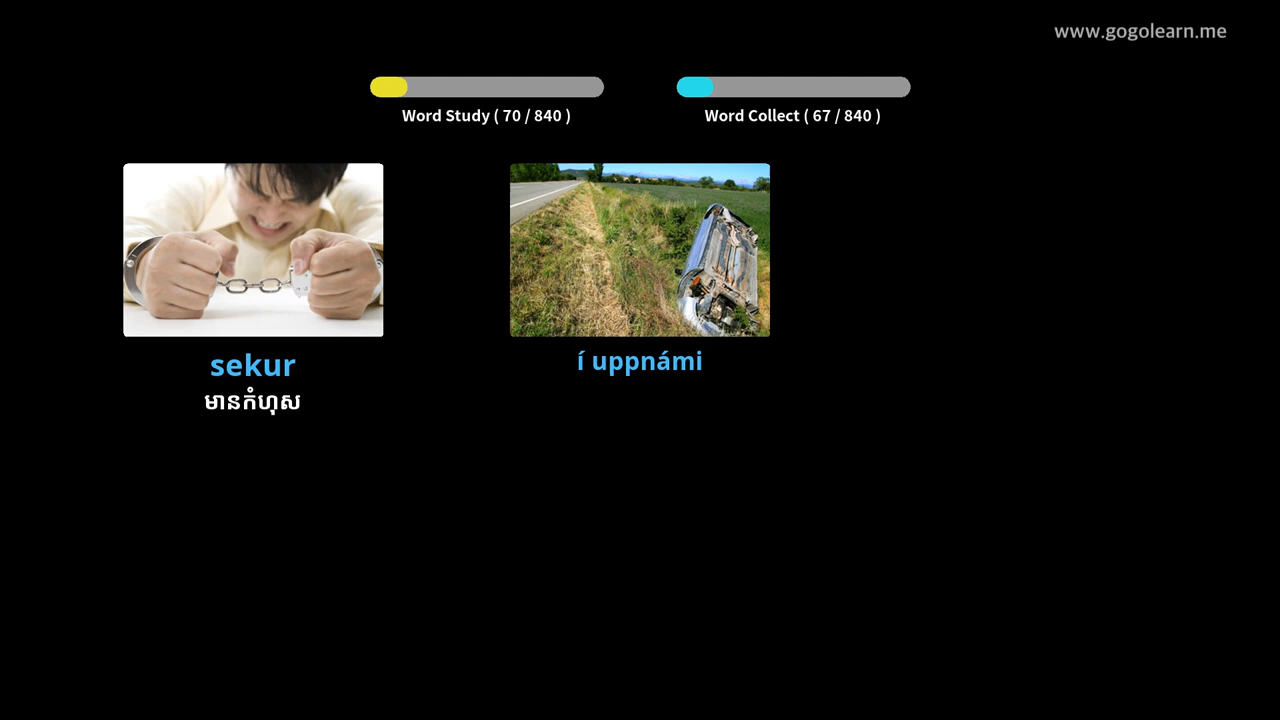 www.gogolearn.me
Word Study ( 70 / 840 )
Word Collect ( 67 / 840 )
sekur
មានកំហុស
í uppnámi